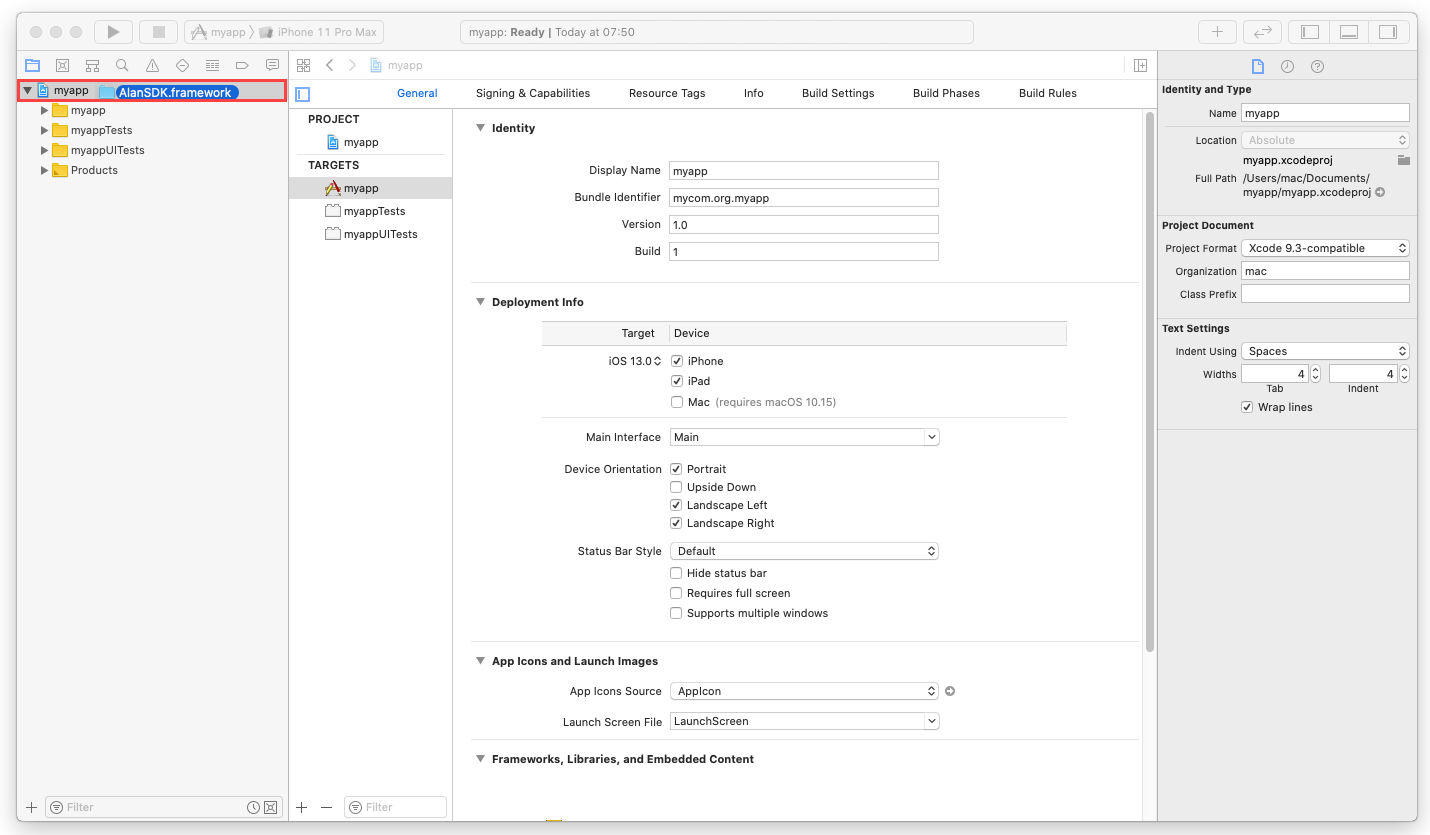 myapp 〉 iPhone 11 Pro Max
myapp: Ready | Today at 07:50
myapp AlanSDK.framework
myapp
myappTests
myappUITests
Products
Filter
myapp
General Signing & Capabilities Resource Tags Info Build Settings Build Phases Build Rules
PROJECT
myapp
TARGETS
myapp
myappTests
myappUITests
Filter
Identity
Display Name myapp
Bundle Identifier mycom.org.myapp
Version 1.0
Build 1
Deployment Info
Target Device
iOS 13.0 iPhone
iPad
Mac (requires macOS 10.15)
Main Interface Main
Device Orientation Portrait
Upside Down
Landscape Left
Landscape Right
Status Bar Style Default
Hide status bar
Requires full screen
Supports multiple windows
App Icons and Launch Images
App Icons Source AppIcon
Launch Screen File LaunchScreen
Frameworks, Libraries, and Embedded Content
Identity and Type
Name myapp
Location Absolute
myapp.xcodeproj
Full Path /Users/mac/Documents/
myapp/myapp.xcodeproj
Project Document
Project Format Xcode 9.3-compatible
Organization mac
Class Prefix
Text Settings
Indent Using Spaces
Widths 4 4
Tab Indent
Wrap lines